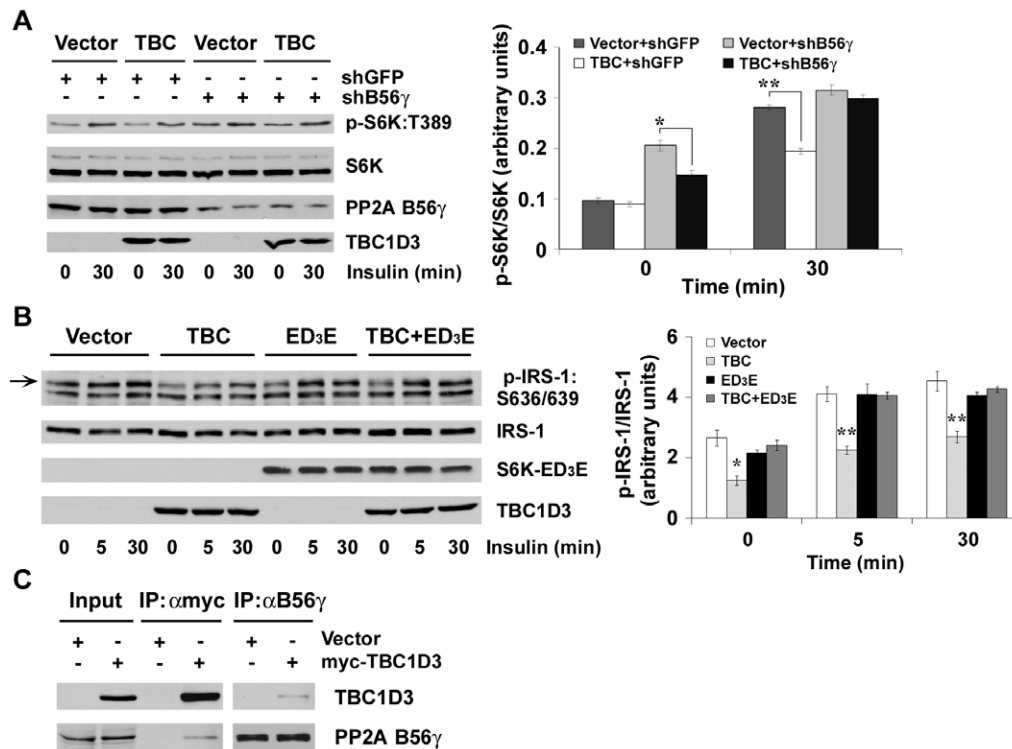 A
Vector TBC Vector TBC
+ + + + - - - - shGFP
- - - - + + + + shB56γ
p-S6K:T389
S6K
PP2A B56γ
TBC1D3
0 30 0 30 0 30 0 30 Insulin (min)
p-S6K/S6K (arbitrary units)
0.4
0.3
0.2
0.1
0
Vector+shGFP Vector+shB56γ
TBC+shGFP TBC+shB56γ
*
**
0 30
Time (min)
B
Vector TBC ED₃E TBC+ED₃E
p-IRS-1:
S636/639
IRS-1
S6K-ED₃E
TBC1D3
0 5 30 0 5 30 0 5 30 0 5 30 Insulin (min)
p-IRS-1/IRS-1
(arbitrary units)
6
4
2
0
Vector
TBC
ED₃E
TBC+ED₃E
* ** **
0 5 30
Time (min)
C
Input IP:αmyc IP:αB56γ
+ - + - + - Vector
- + - + - + myc-TBC1D3
TBC1D3
PP2A B56γ